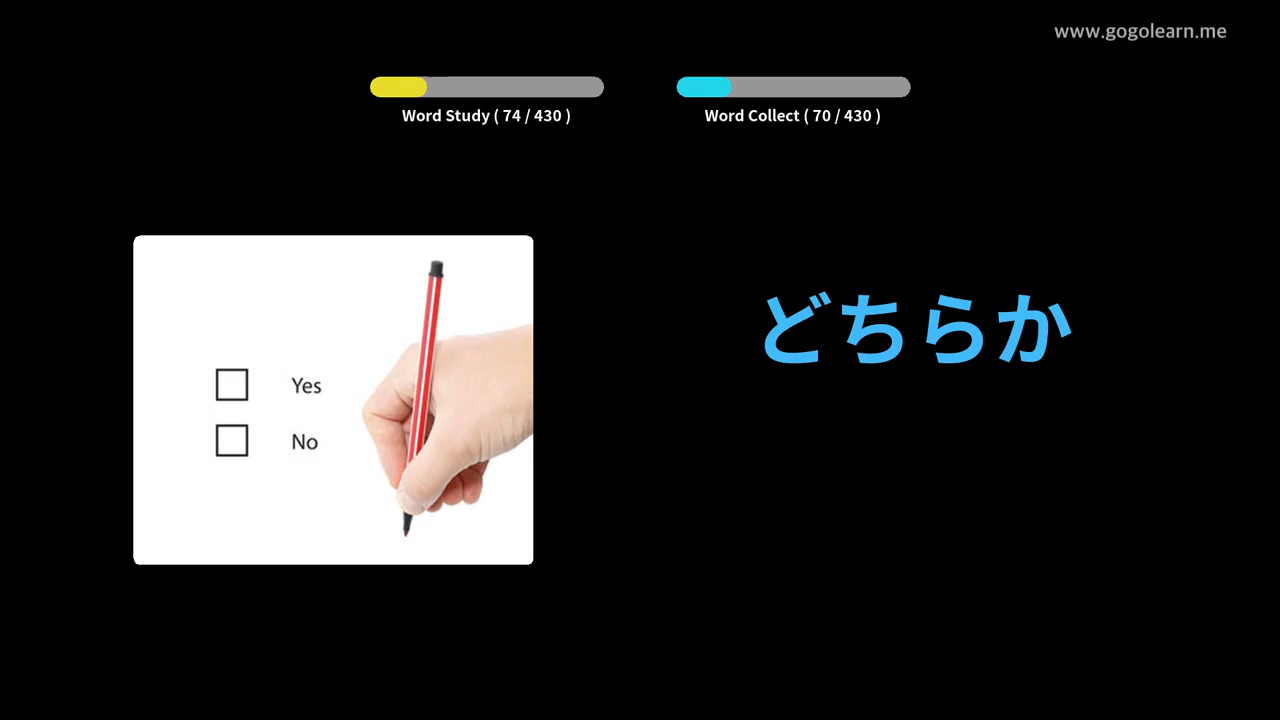 www.gogolearn.me
Word Study ( 74 / 430 )
Word Collect ( 70 / 430 )
どちらか
Yes
No